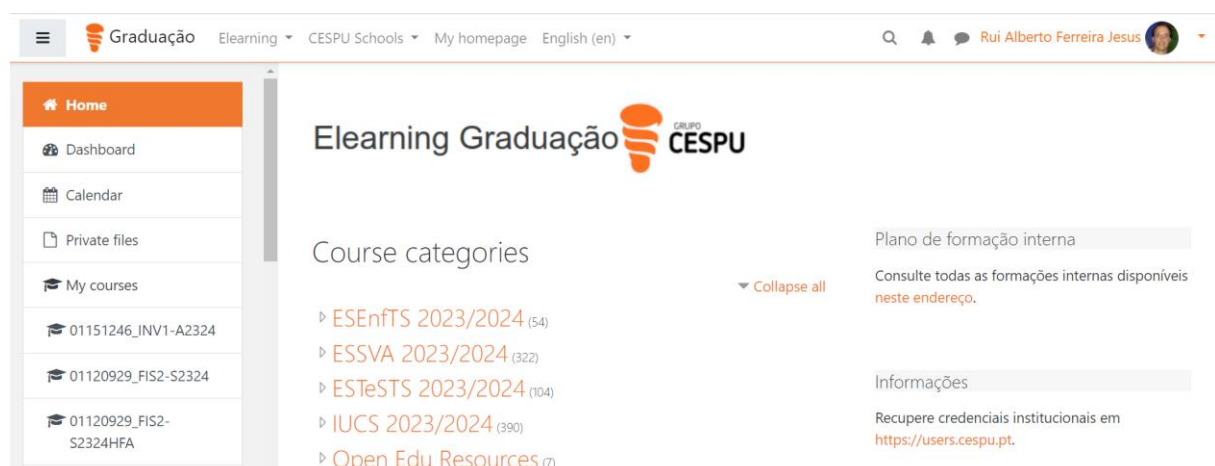 Graduação Elearning CESPU Schools My homepage English (en) Rui Alberto Ferreira Jesus
Home
Dashboard
Calendar
Private files
My courses
01151246_INV1-A2324
01120929_FIS2-S2324
01120929_FIS2-
S2324HFA
Elearning Graduação GRUPO CESPU
Course categories
Collapse all
ESEnfTS 2023/2024 (54)
ESSVA 2023/2024 (322)
ESTeSTS 2023/2024 (104)
IUCS 2023/2024 (390)
Open Edu Resources (7)
Plano de formação interna
Consulte todas as formações internas disponíveis
neste endereço.
Informações
Recupere credenciais institucionais em
https://users.cespu.pt.